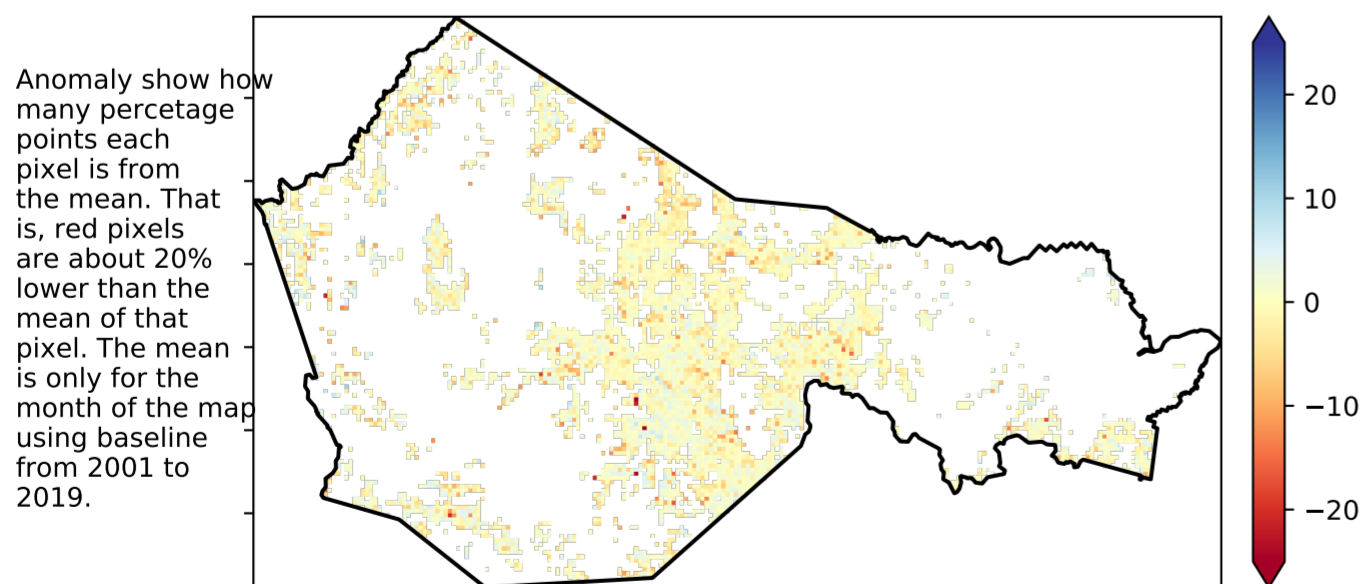 Anomaly show how
many percetage
points each
pixel is from
the mean. That
is, red pixels
are about 20%
lower than the
mean of that
pixel. The mean
is only for the
month of the map
using baseline
from 2001 to
2019.
20
10
0
−10
−20